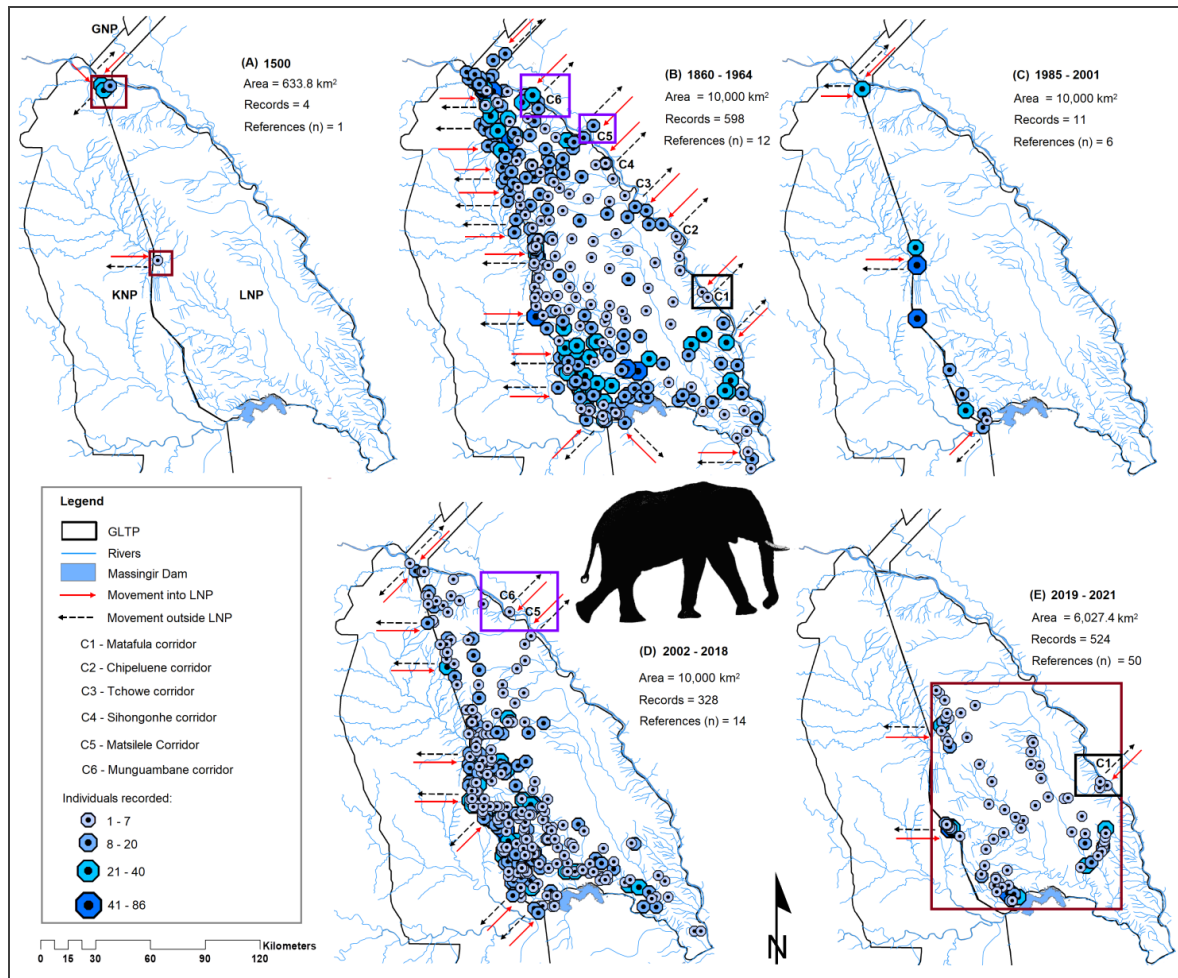 GNP
(A) 1500
Area = 633.8 km²
Records = 4
References (n) = 1
KNP
LNP
(B) 1860 - 1964
Area = 10,000 km²
Records = 598
References (n) = 12
C6
C5
C4
C3
C2
C1
(C) 1985 - 2001
Area = 10,000 km²
Records = 11
References (n) = 6
Legend
GLTP
Rivers
Massingir Dam
Movement into LNP
Movement outside LNP
C1 - Matafula corridor
C2 - Chipeluene corridor
C3 - Tchowe corridor
C4 - Sihongonhe corridor
C5 - Matsilele Corridor
C6 - Munguambane corridor
Individuals recorded:
1 - 7
8 - 20
21 - 40
41 - 86
Kilometers
0 15 30 60 90 120
C6
C5
(D) 2002 - 2018
Area = 10,000 km²
Records = 328
References (n) = 14
N
(E) 2019 - 2021
Area = 6,027.4 km²
Records = 524
References (n) = 50
C1